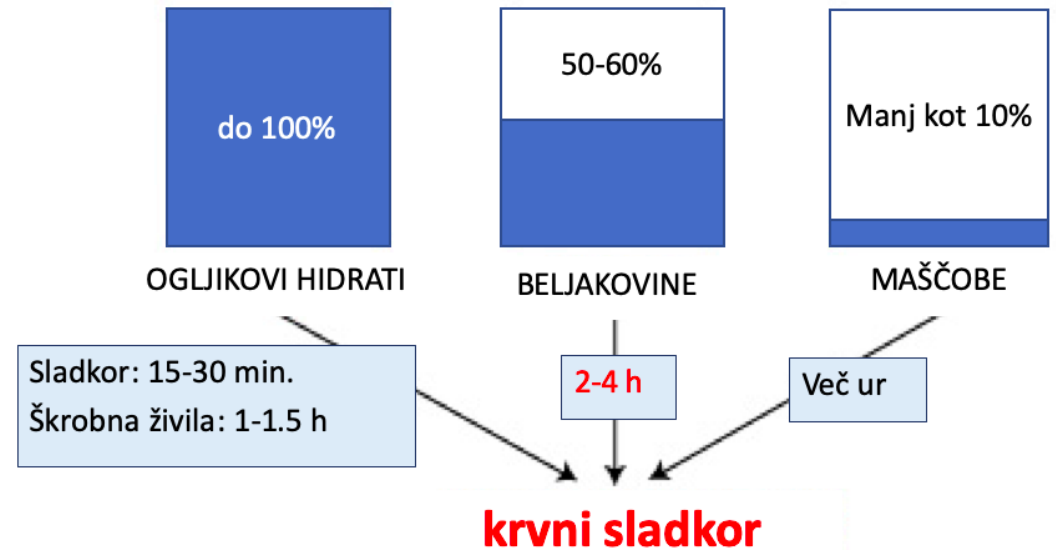 do 100%
50-60%
Manj kot 10%
OGLJIKOVI HIDRATI
BELJAKOVINE
MAŠČOBE
Sladkor: 15-30 min.
Škrobna živila: 1-1.5 h
2-4 h
Več ur
krvni sladkor